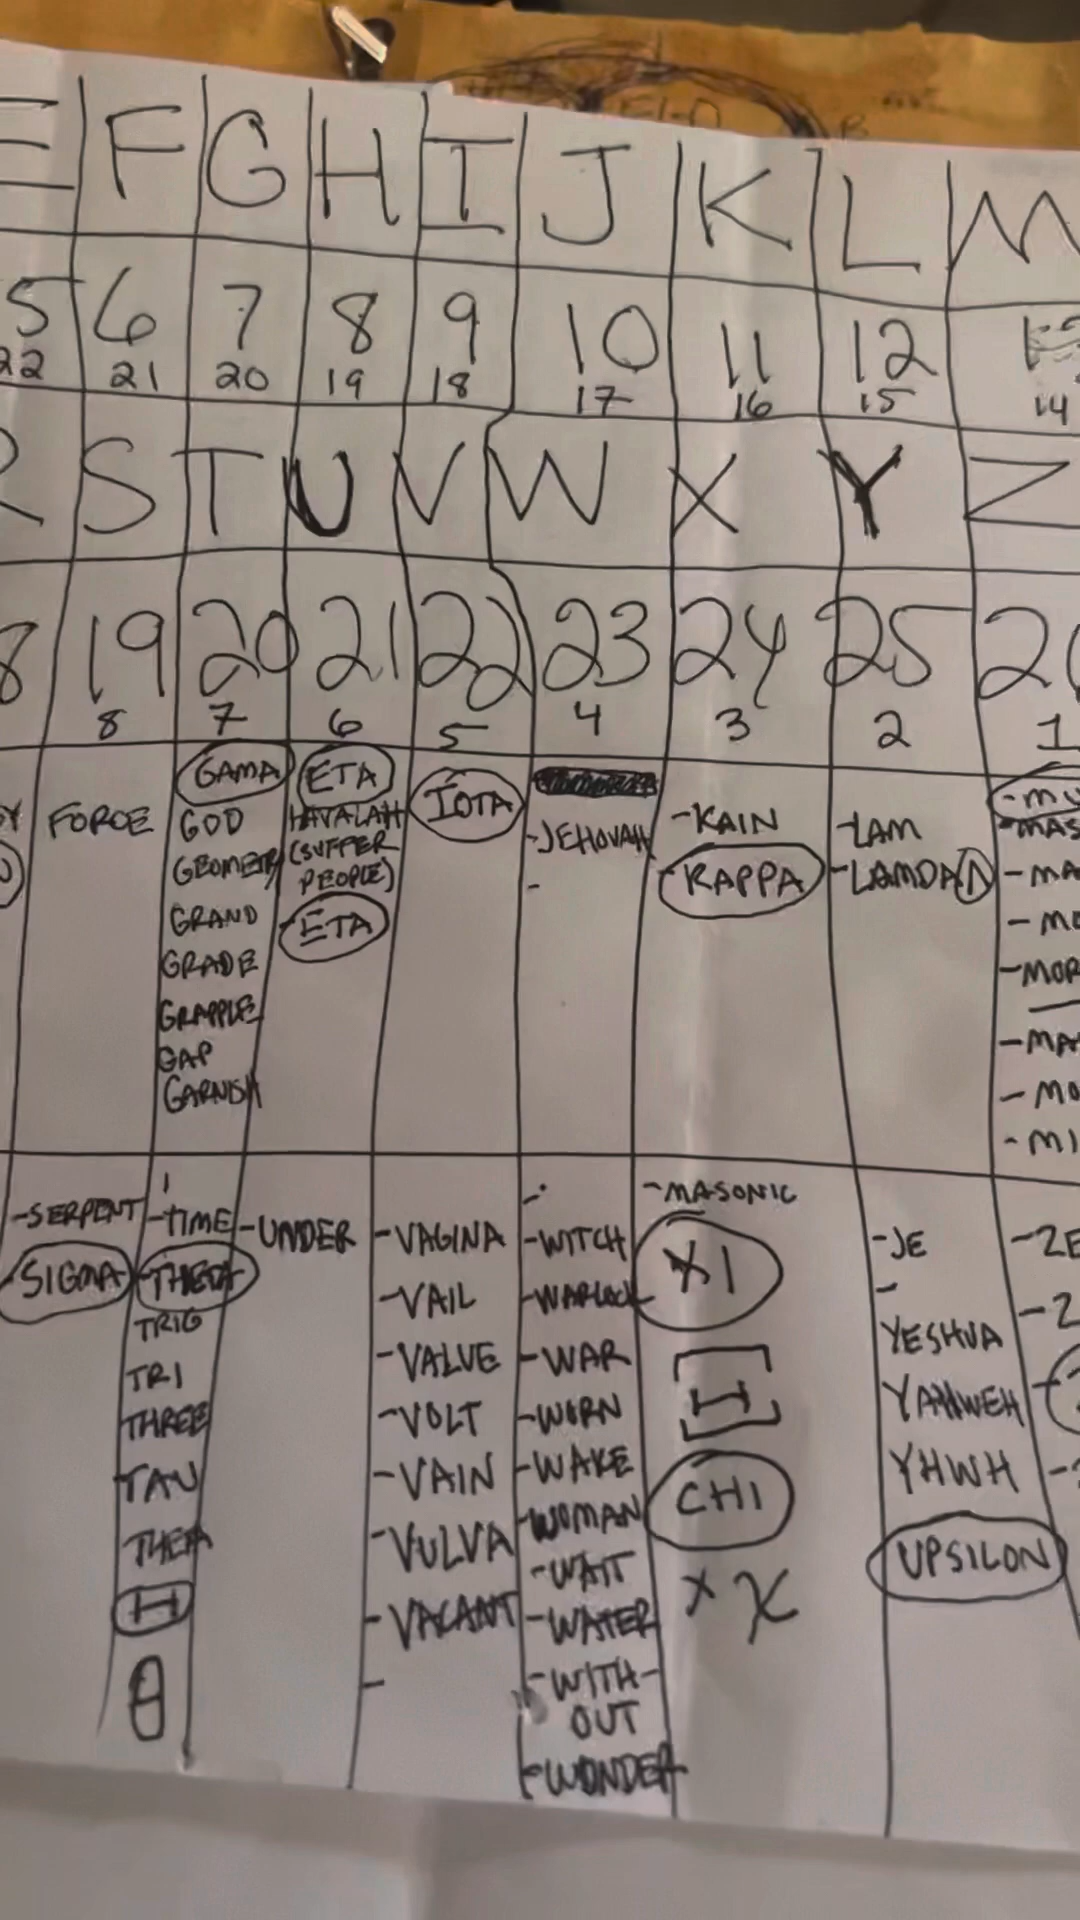 F G H I J K L M
5 6 7 8 9 10 11 12
22 21 20 19 18 17 16 15 14
S T U V W X Y Z
19 20 21 22 23 24 25
8 7 6 5 4 3 2 1
FORCE
GAMA
GOD
GEOMETRY
GRAND
GRADE
GRAPPLE
GAP
GARNISH
ETA
HAVALAH
(SUFFER
PEOPLE)
-ETA
IOTA
-JEHOVAH
-
-KAIN
-KAPPA
-LAM
-LAMDA Λ
-SERPENT
-SIGMA
-TIME
-THETA
TRIG
TRI
THREE
TAU
THETA
θ
-UNDER
-VAGINA
-VAIL
-VALUE
-VOLT
-VAIN
-VULVA
-VACANT
-
-WITCH
-WARLOCK
-WAR
-WORN
-WAKE
-WOMAN
-WAIT
-WATER
-WITH-
OUT
-WONDER
-MASONIC
XI
[I]
CHI
X χ
-JE
-
YESHUA
YAHWEH
YHWH
UPSILON